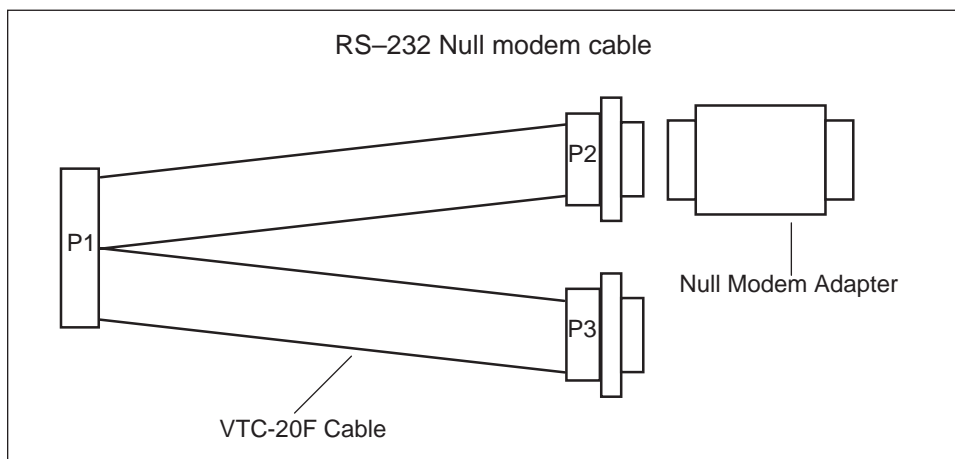 RS–232 Null modem cable
P2
P1
Null Modem Adapter
P3
VTC-20F Cable